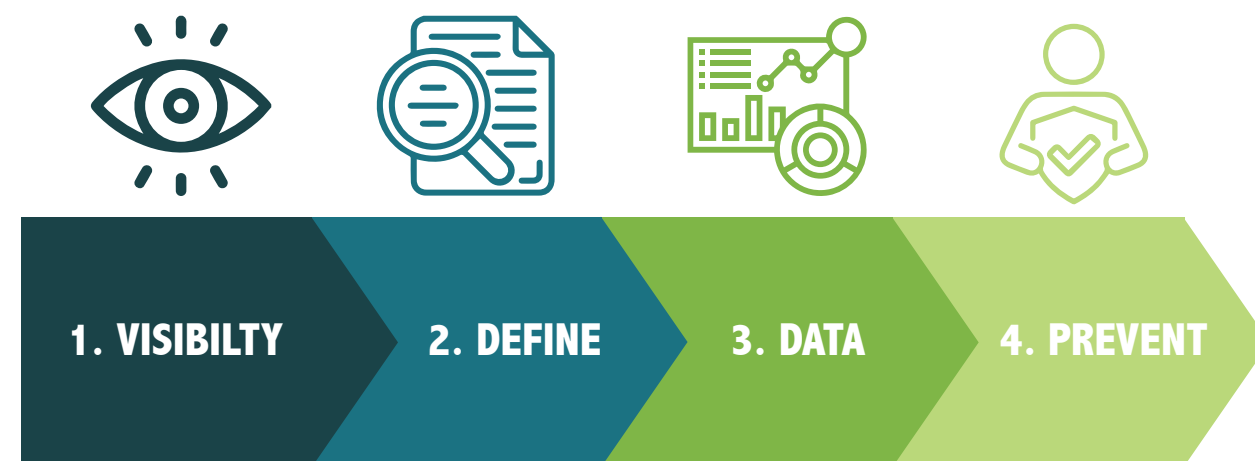 1. VISIBILTY
2. DEFINE
3. DATA
4. PREVENT